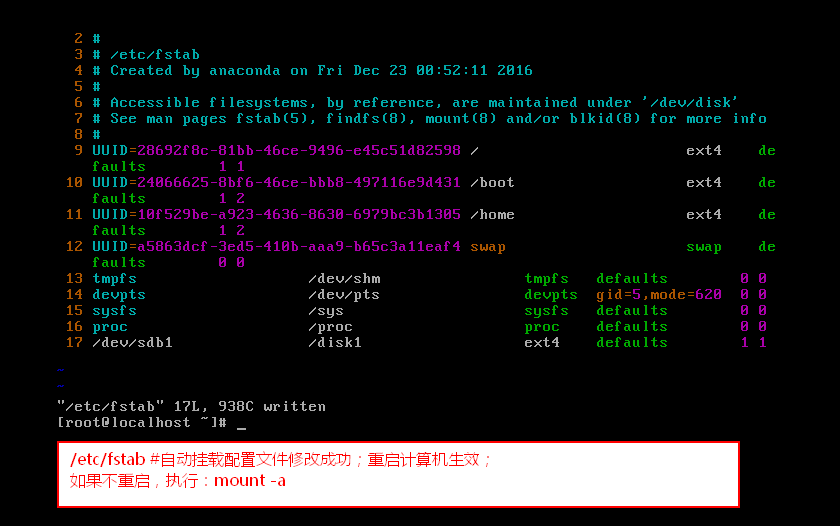 2 #
3 # /etc/fstab
4 # Created by anaconda on Fri Dec 23 00:52:11 2016
5 #
6 # Accessible filesystems, by reference, are maintained under '/dev/disk'
7 # See man pages fstab(5), findfs(8), mount(8) and/or blkid(8) for more info
8 #
9 UUID=28692f8c-81bb-46ce-9496-e45c51d82598 / ext4 de
faults 1 1
10 UUID=24066625-8bf6-46ce-bbb8-497116e9d431 /boot ext4 de
faults 1 2
11 UUID=10f529be-a923-4636-8630-6979bc3b1305 /home ext4 de
faults 1 2
12 UUID=a5863dcf-3ed5-410b-aaa9-b65c3a11eaf4 swap swap de
faults 0 0
13 tmpfs /dev/shm tmpfs defaults 0 0
14 devpts /dev/pts devpts gid=5,mode=620 0 0
15 sysfs /sys sysfs defaults 0 0
16 proc /proc proc defaults 0 0
17 /dev/sdb1 /disk1 ext4 defaults 1 1
~
~
"/etc/fstab" 17L, 938C written
[root@localhost ~]# _
/etc/fstab #自动挂载配置文件修改成功；重启计算机生效；
如果不重启，执行：mount -a